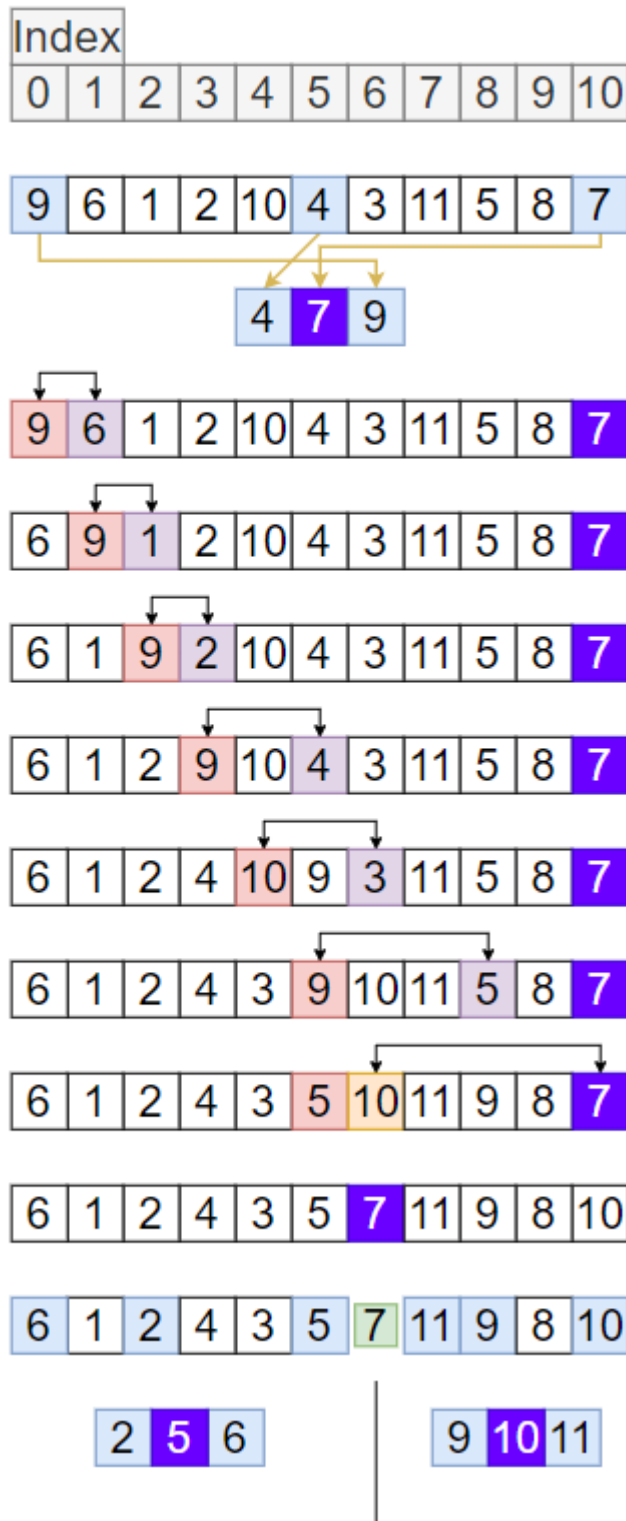 Index
0 1 2 3 4 5 6 7 8 9 10
9 6 1 2 10 4 3 11 5 8 7
4 7 9
9 6 1 2 10 4 3 11 5 8 7
6 9 1 2 10 4 3 11 5 8 7
6 1 9 2 10 4 3 11 5 8 7
6 1 2 9 10 4 3 11 5 8 7
6 1 2 4 10 9 3 11 5 8 7
6 1 2 4 3 9 10 11 5 8 7
6 1 2 4 3 5 10 11 9 8 7
6 1 2 4 3 5 7 11 9 8 10
6 1 2 4 3 5 7 11 9 8 10
2 5 6 9 10 11